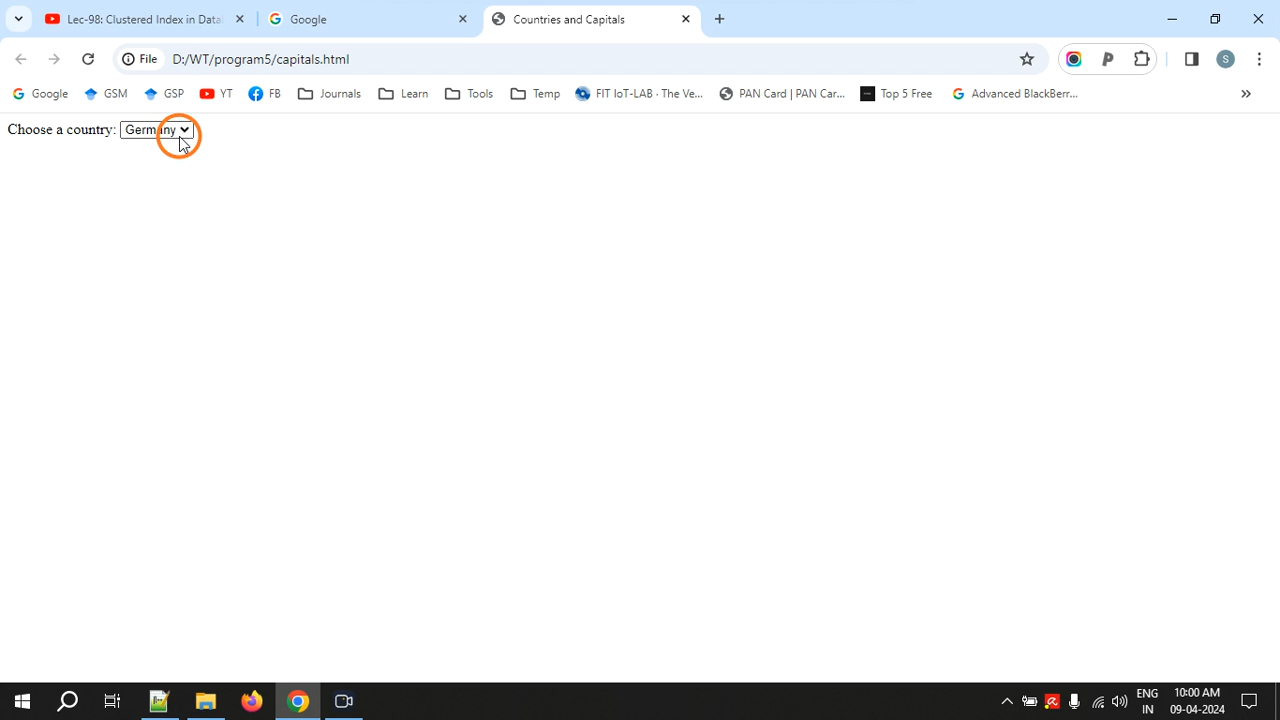 Lec-98: Clustered Index in Data
Google
Countries and Capitals
File D:/WT/program5/capitals.html
S
Google GSM GSP YT FB Journals Learn Tools Temp FIT IoT-LAB · The Ve... PAN Card | PAN Car... Top 5 Free Advanced BlackBerr... »
Choose a country: Germany
ENG 10:00 AM
IN 09-04-2024